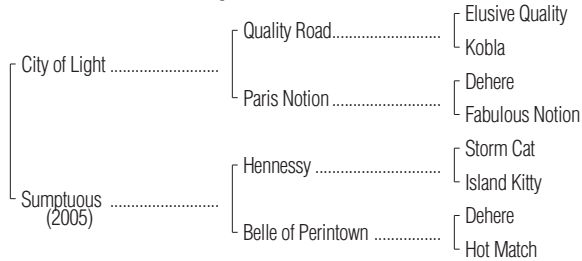 Elusive Quality
Quality Road
Kobla
City of Light
Dehere
Paris Notion
Fabulous Notion
Storm Cat
Hennessy
Island Kitty
Sumptuous
(2005)
Dehere
Belle of Perintown
Hot Match